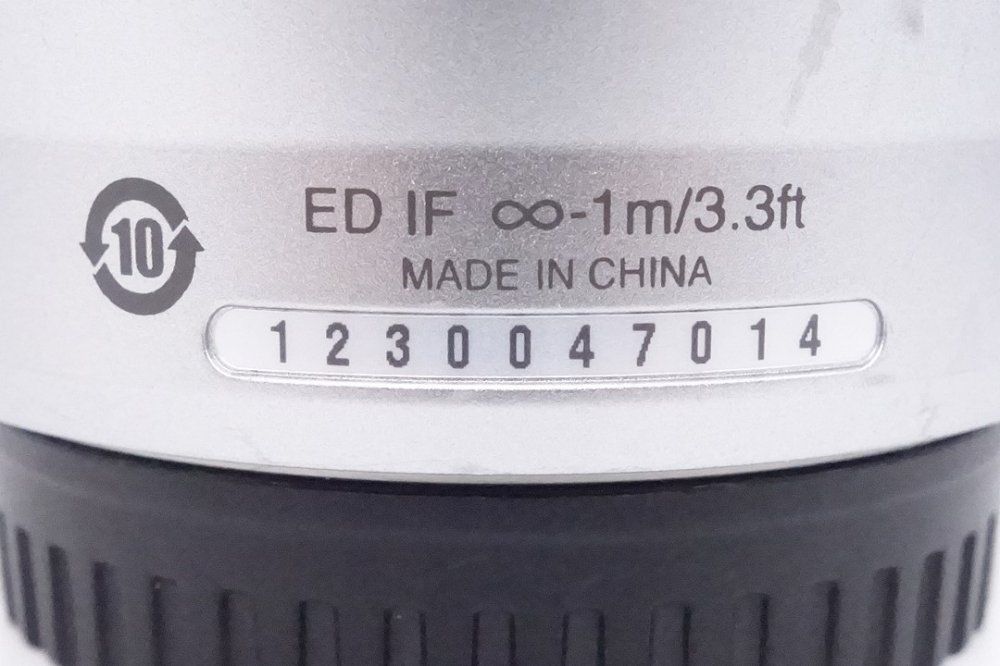 10
ED IF ∞-1m/3.3ft
MADE IN CHINA
1230047014